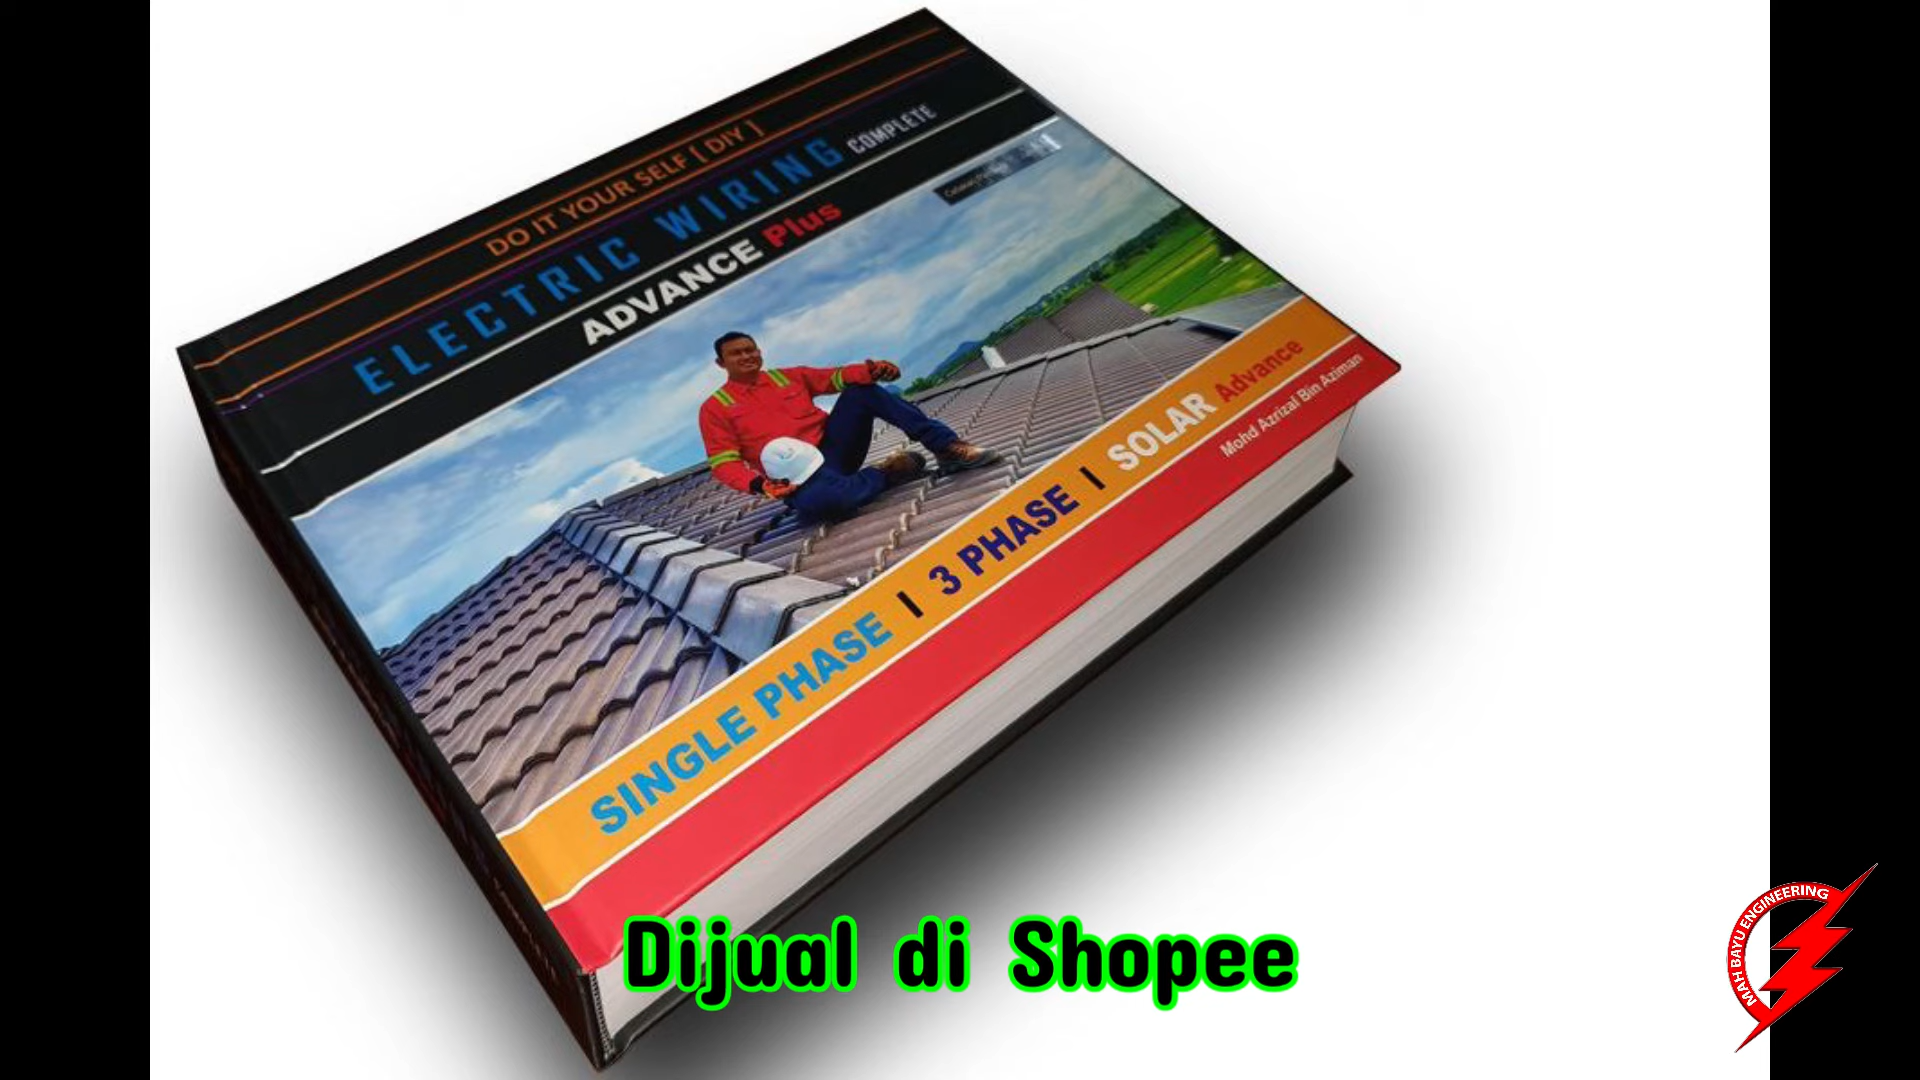 DO IT YOUR SELF [ DIY ]
ELECTRIC WIRING COMPLETE
ADVANCE Plus
SINGLE PHASE | 3 PHASE | SOLAR Advance
Mohd Azrizal Bin Aziman
Dijual di Shopee
MAH BAYU ENGINEERING